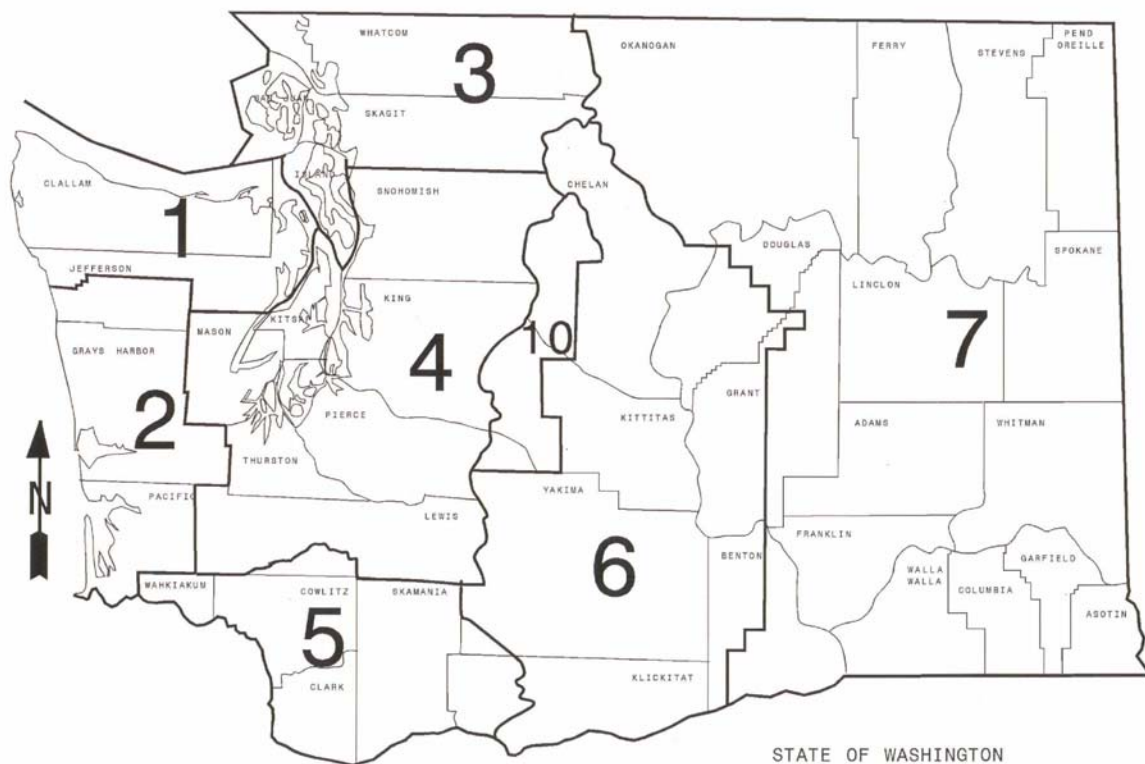 WHATCOM
OKANOGAN
FERRY
STEVENS
PEND
OREILLE
3
SAN JUAN
SKAGIT
ISLAND
CLALLAM
SNOHOMISH
CHELAN
1
DOUGLAS
SPOKANE
JEFFERSON
LINCLON
KING
KITSAP
MASON
10
7
GRAYS HARBOR
4
GRANT
KITTITAS
2
PIERCE
ADAMS
WHITMAN
THURSTON
N
PACIFIC
YAKIMA
LEWIS
FRANKLIN
6
BENTON
GARFIELD
WALLA
WALLA
WAHKIAKUM
COWLITZ
SKAMANIA
COLUMBIA
ASOTIN
5
KLICKITAT
CLARK
STATE OF WASHINGTON